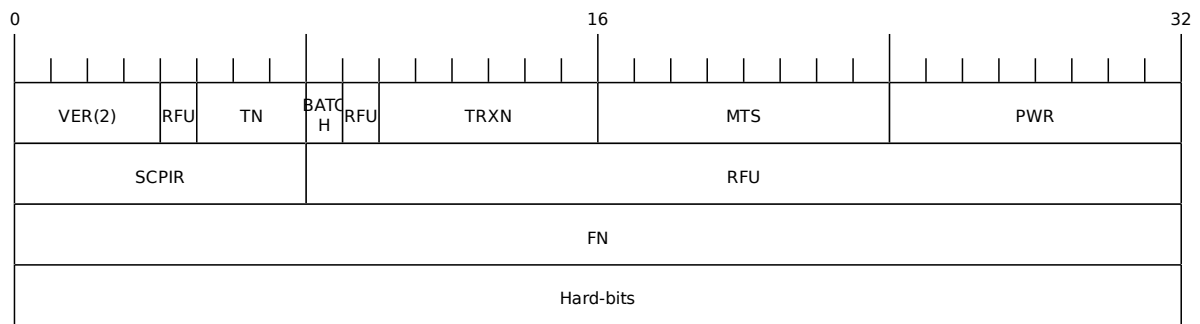 0 16 32
VER(2) RFU TN BATC RFU TRXN MTS PWR
H
SCPIR RFU
FN
Hard-bits